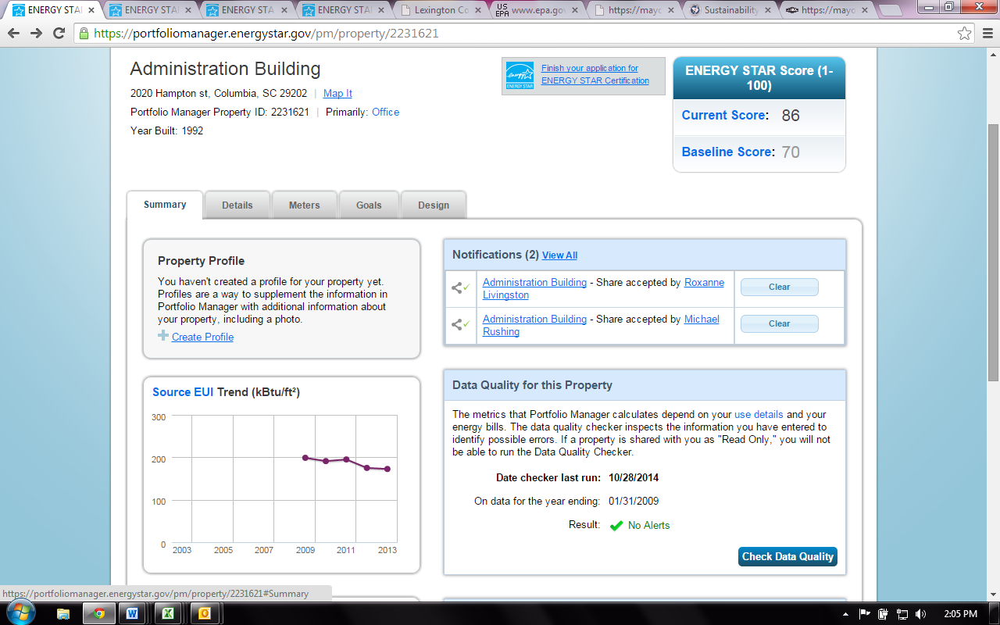 ENERGY STA
ENERGY STA
ENERGY STA
ENERGY STA
Lexington Co
US EPA www.epa.gov
https://mayo
Sustainability
https://mayo
https://portfoliomanager.energystar.gov/pm/property/2231621
Administration Building
2020 Hampton st, Columbia, SC 29202 | Map It
Portfolio Manager Property ID: 2231621 | Primarily: Office
Year Built: 1992
energy
ENERGY STAR
Finish your application for
ENERGY STAR Certification
ENERGY STAR Score (1-
100)
Current Score: 86
Baseline Score: 70
Summary
Details
Meters
Goals
Design
Property Profile
You haven't created a profile for your property yet.
Profiles are a way to supplement the information in
Portfolio Manager with additional information about
your property, including a photo.
Create Profile
Notifications (2) View All
Administration Building - Share accepted by Roxanne
Livingston
Clear
Administration Building - Share accepted by Michael
Rushing
Clear
Source EUI Trend (kBtu/ft²)
300
200
100
0
2003 2005 2007 2009 2011 2013
Data Quality for this Property
The metrics that Portfolio Manager calculates depend on your use details and your
energy bills. The data quality checker inspects the information you have entered to
identify possible errors. If a property is shared with you as "Read Only," you will not
be able to run the Data Quality Checker.
Date checker last run: 10/28/2014
On data for the year ending: 01/31/2009
Result: No Alerts
Check Data Quality
https://portfoliomanager.energystar.gov/pm/property/2231621#Summary
2:05 PM